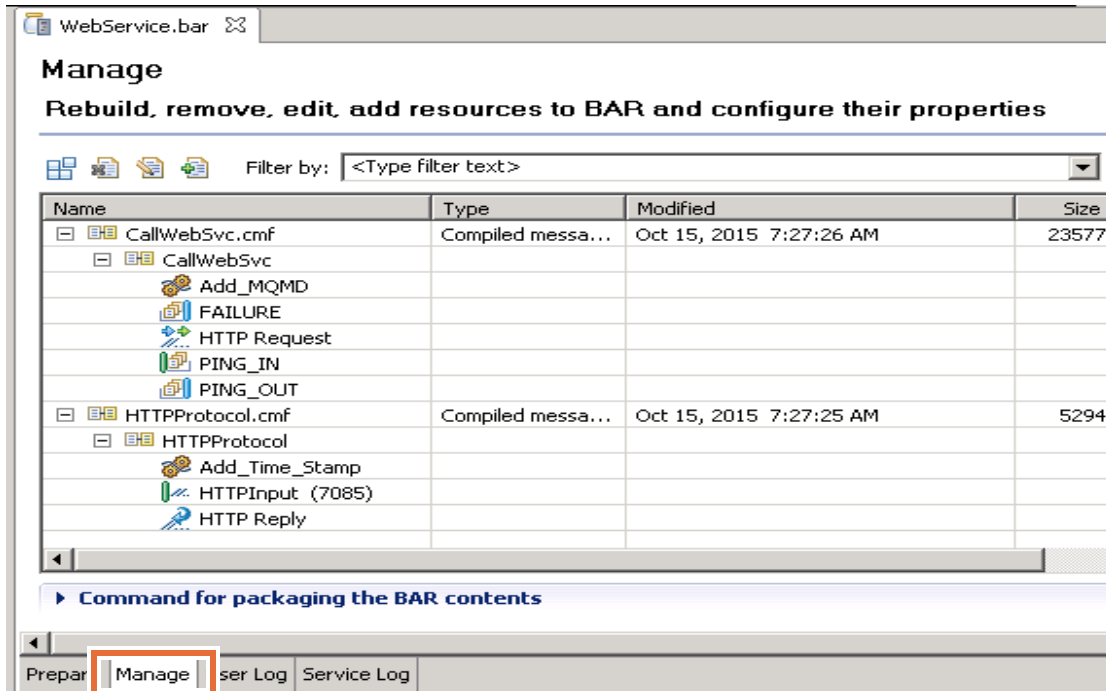 WebService.bar
Manage
Rebuild, remove, edit, add resources to BAR and configure their properties
Filter by: <Type filter text>
Name Type Modified Size
CallWebSvc.cmf Compiled messa... Oct 15, 2015 7:27:26 AM 23577
CallWebSvc
Add_MQMD
FAILURE
HTTP Request
PING_IN
PING_OUT
HTTPProtocol.cmf Compiled messa... Oct 15, 2015 7:27:25 AM 5294
HTTPProtocol
Add_Time_Stamp
HTTPInput (7085)
HTTP Reply
Command for packaging the BAR contents
Prepar Manage ser Log Service Log